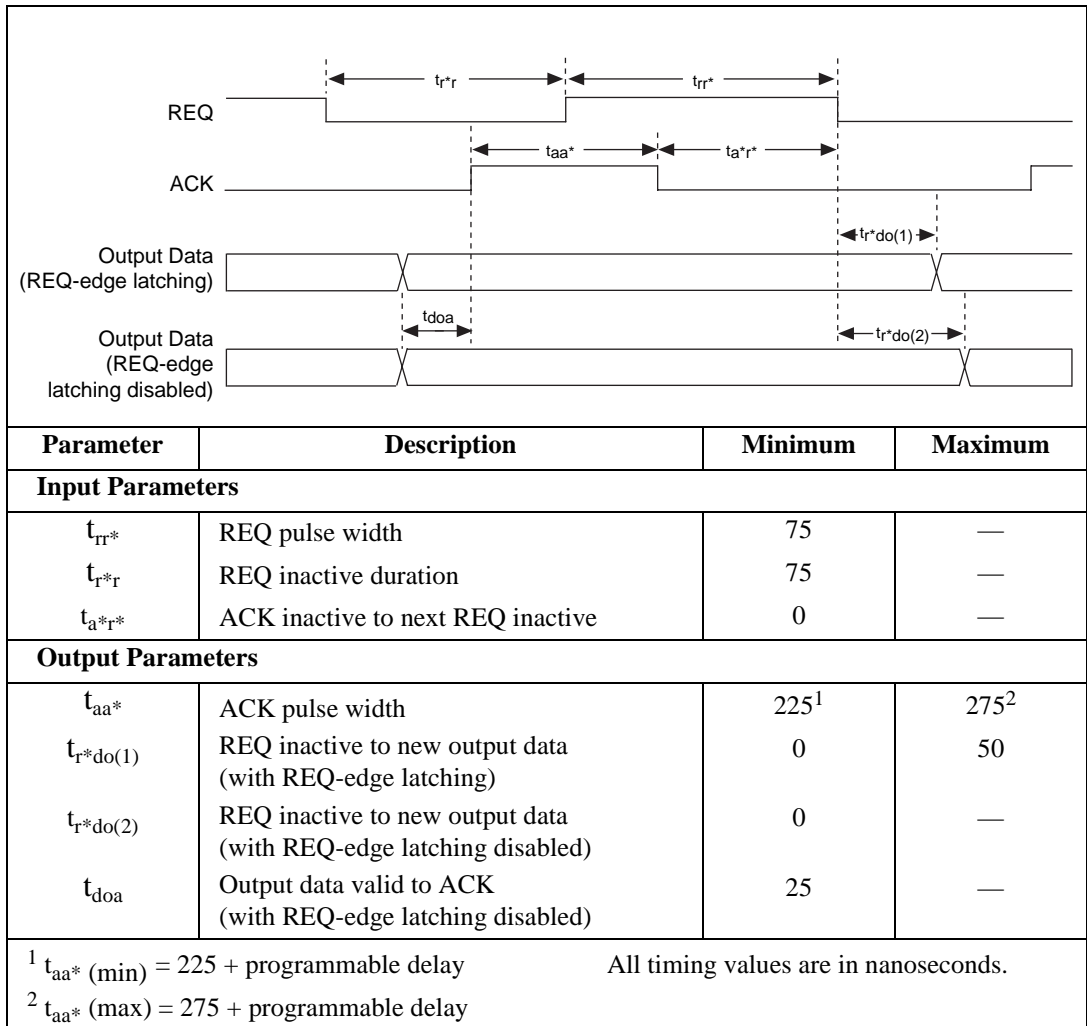 tr*r
trr*
REQ
taa*
ta*r*
ACK
tr*do(1)
Output Data
(REQ-edge latching)
tdoa
tr*do(2)
Output Data
(REQ-edge
latching disabled)
Parameter Description Minimum Maximum
Input Parameters
trr* REQ pulse width 75 —
tr*r REQ inactive duration 75 —
ta*r* ACK inactive to next REQ inactive 0 —
Output Parameters
taa* ACK pulse width 225¹ 275²
tr*do(1) REQ inactive to new output data 0 50
(with REQ-edge latching)
tr*do(2) REQ inactive to new output data 0 —
(with REQ-edge latching disabled)
tdoa Output data valid to ACK 25 —
(with REQ-edge latching disabled)
¹ taa* (min) = 225 + programmable delay All timing values are in nanoseconds.
² taa* (max) = 275 + programmable delay